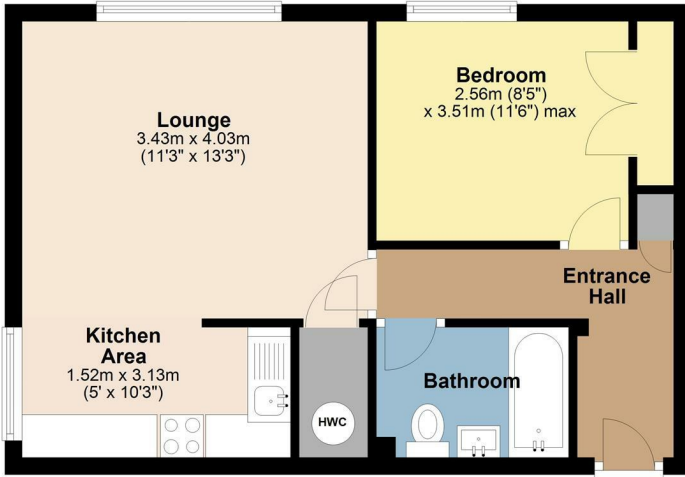 Lounge
3.43m x 4.03m
(11'3" x 13'3")
Bedroom
2.56m (8'5")
x 3.51m (11'6") max
Entrance
Hall
Kitchen
Area
1.52m x 3.13m
(5' x 10'3")
HWC
Bathroom